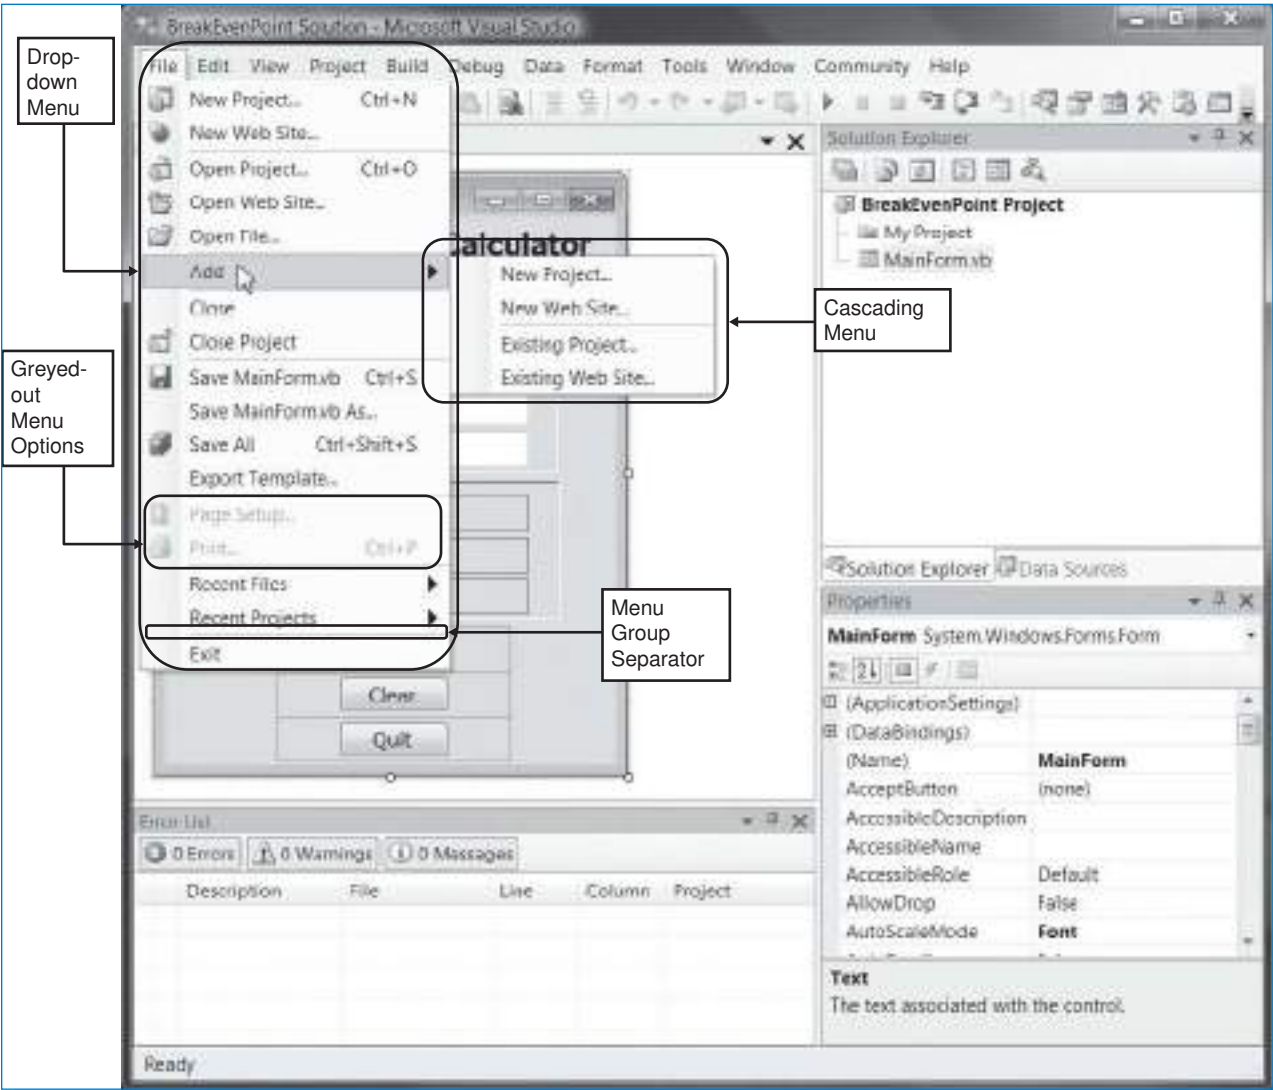 BreakEvenPoint Solution - Microsoft Visual Studio
File Edit View Project Build Debug Data Format Tools Window Community Help
Drop-
down
Menu
New Project... Ctrl+N
New Web Site...
Open Project... Ctrl+O
Open Web Site...
Open File...
Add
Close
Close Project
Save MainForm.vb Ctrl+S
Save MainForm.vb As...
Save All Ctrl+Shift+S
Export Template...
Page Setup...
Print... Ctrl+P
Recent Files
Recent Projects
Exit
Greyed-
out
Menu
Options
Calculator
New Project...
New Web Site...
Existing Project...
Existing Web Site...
Cascading
Menu
Menu
Group
Separator
Clear
Quit
Solution Explorer
BreakEvenPoint Project
My Project
MainForm.vb
Solution Explorer Data Sources
Properties
MainForm System.Windows.Forms.Form
(ApplicationSettings)
(DataBindings)
(Name) MainForm
AcceptButton (none)
AccessibleDescription
AccessibleName
AccessibleRole Default
AllowDrop False
AutoScaleMode Font
Text
The text associated with the control.
Error List
0 Errors 0 Warnings 0 Messages
Description File Line Column Project
Ready